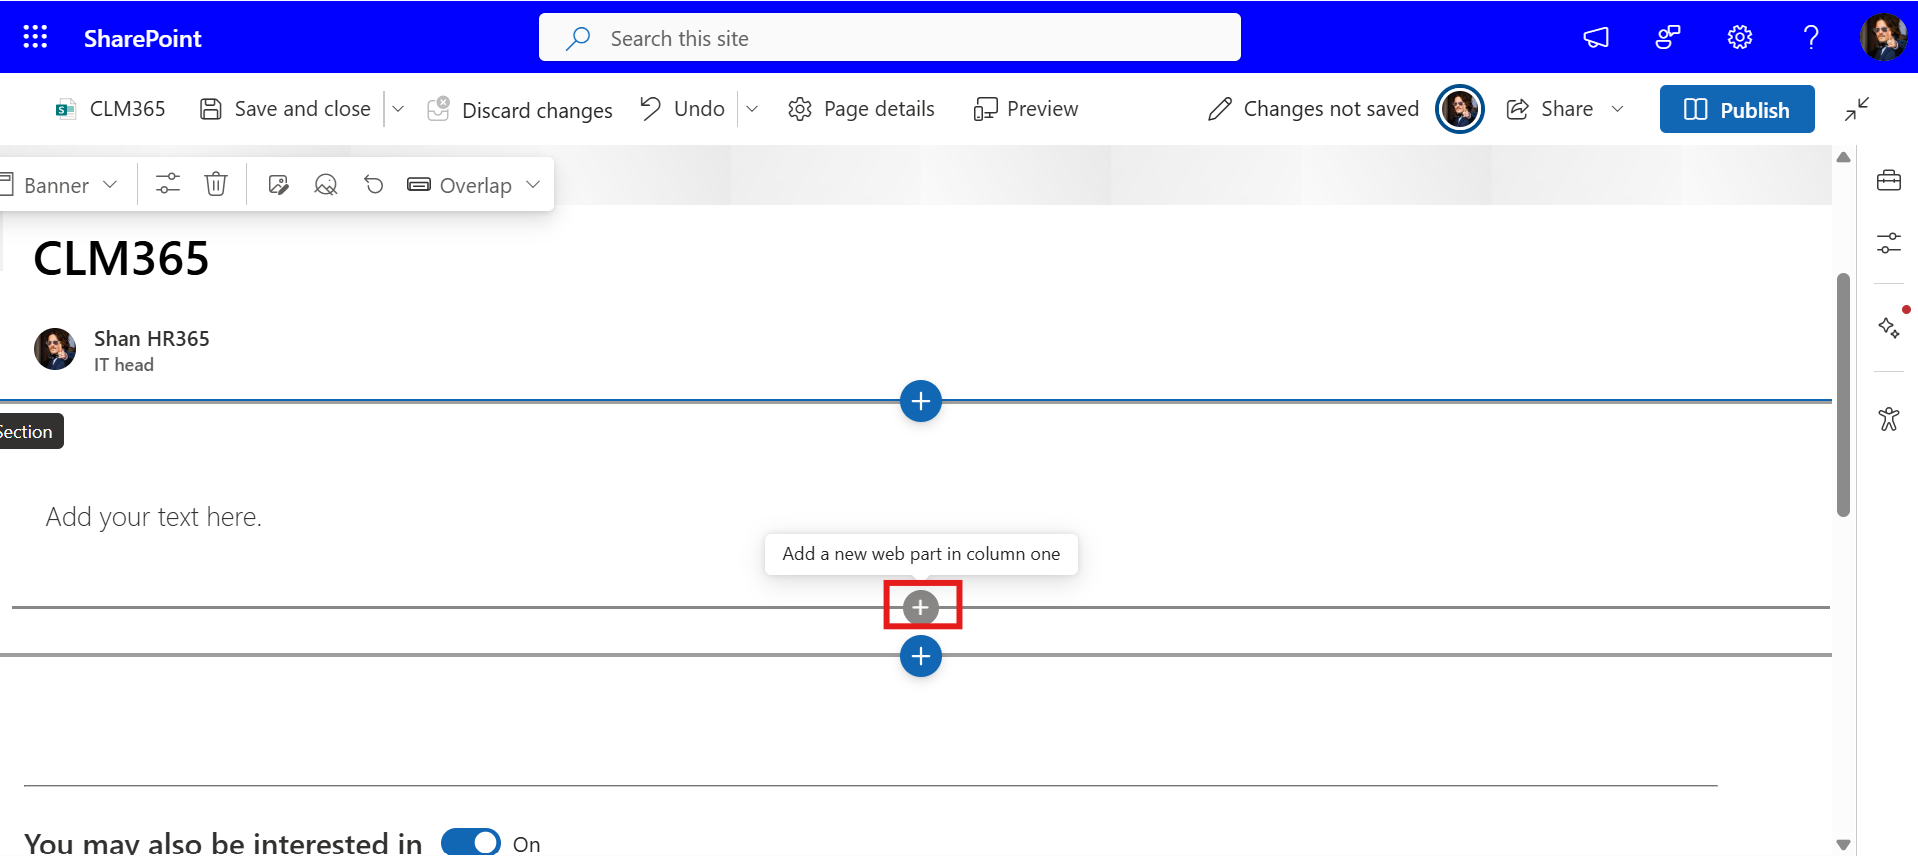 SharePoint
Search this site
CLM365
Save and close
Discard changes
Undo
Page details
Preview
Changes not saved
Share
Publish
Banner
Overlap
CLM365
Shan HR365
IT head
Section
Add your text here.
Add a new web part in column one
You may also be interested in
On